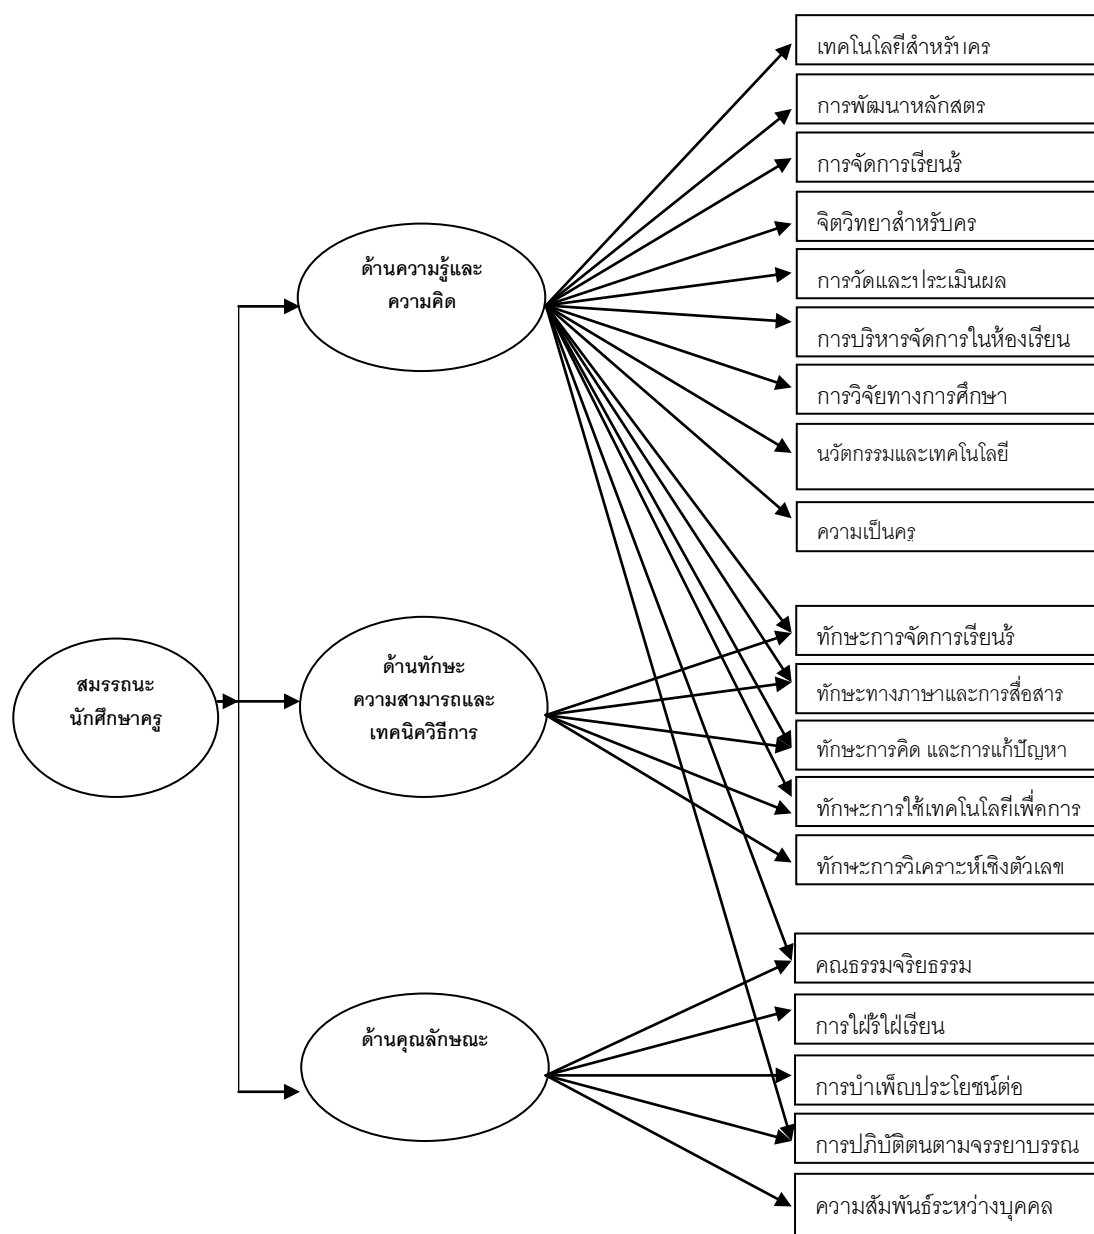 สมรรถนะ
นักศึกษาครู
ด้านความรู้และ
ความคิด
ด้านทักษะ
ความสามารถและ
เทคนิควิธีการ
ด้านคุณลักษณะ
เทคโนโลยีสำหรับคร
การพัฒนาหลักสตร
การจัดการเรียนร้
จิตวิทยาสำหรับคร
การวัดและประเมินผล
การบริหารจัดการในห้องเรียน
การวิจัยทางการศึกษา
นวัตกรรมและเทคโนโลยี
ความเป็นครู
ทักษะการจัดการเรียนร้
ทักษะทางภาษาและการสื่อสาร
ทักษะการคิด และการแก้ปัญหา
ทักษะการใช้เทคโนโลยีเพื่อการ
ทักษะการวิเคราะห์เชิงตัวเลข
คณธรรมจริยธรรม
การใฝ่ร้ใฝ่เรียน
การบำเพ็ญประโยชน์ต่อ
การปฏิบัติตนตามจรรยาบรรณ
ความสัมพันธ์ระหว่างบุคคล